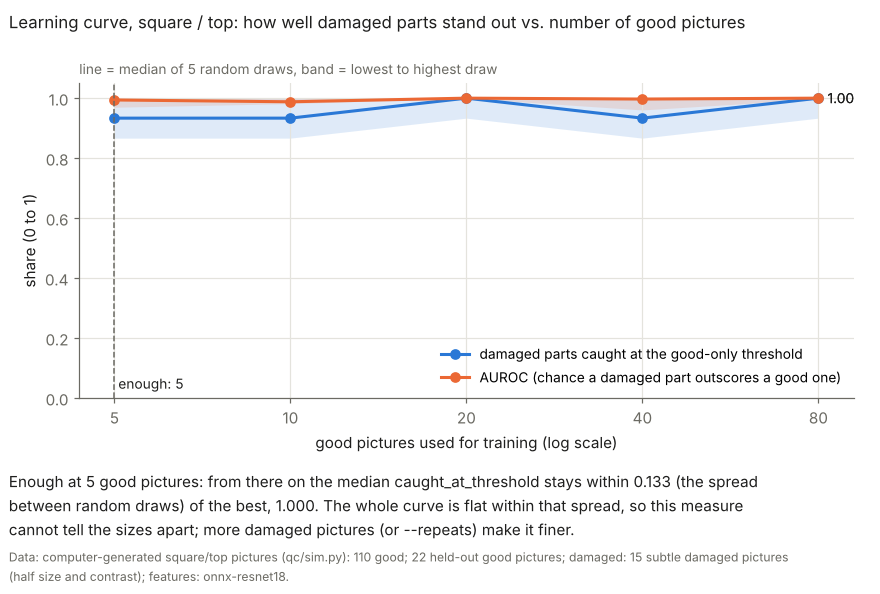 Learning curve, square / top: how well damaged parts stand out vs. number of good pictures
line = median of 5 random draws, band = lowest to highest draw
1.0
0.8
0.6
0.4
0.2
0.0
share (0 to 1)
1.00
enough: 5
damaged parts caught at the good-only threshold
AUROC (chance a damaged part outscores a good one)
5
10
20
40
80
good pictures used for training (log scale)
Enough at 5 good pictures: from there on the median caught_at_threshold stays within 0.133 (the spread
between random draws) of the best, 1.000. The whole curve is flat within that spread, so this measure
cannot tell the sizes apart; more damaged pictures (or --repeats) make it finer.
Data: computer-generated square/top pictures (qc/sim.py): 110 good; 22 held-out good pictures; damaged: 15 subtle damaged pictures
(half size and contrast); features: onnx-resnet18.